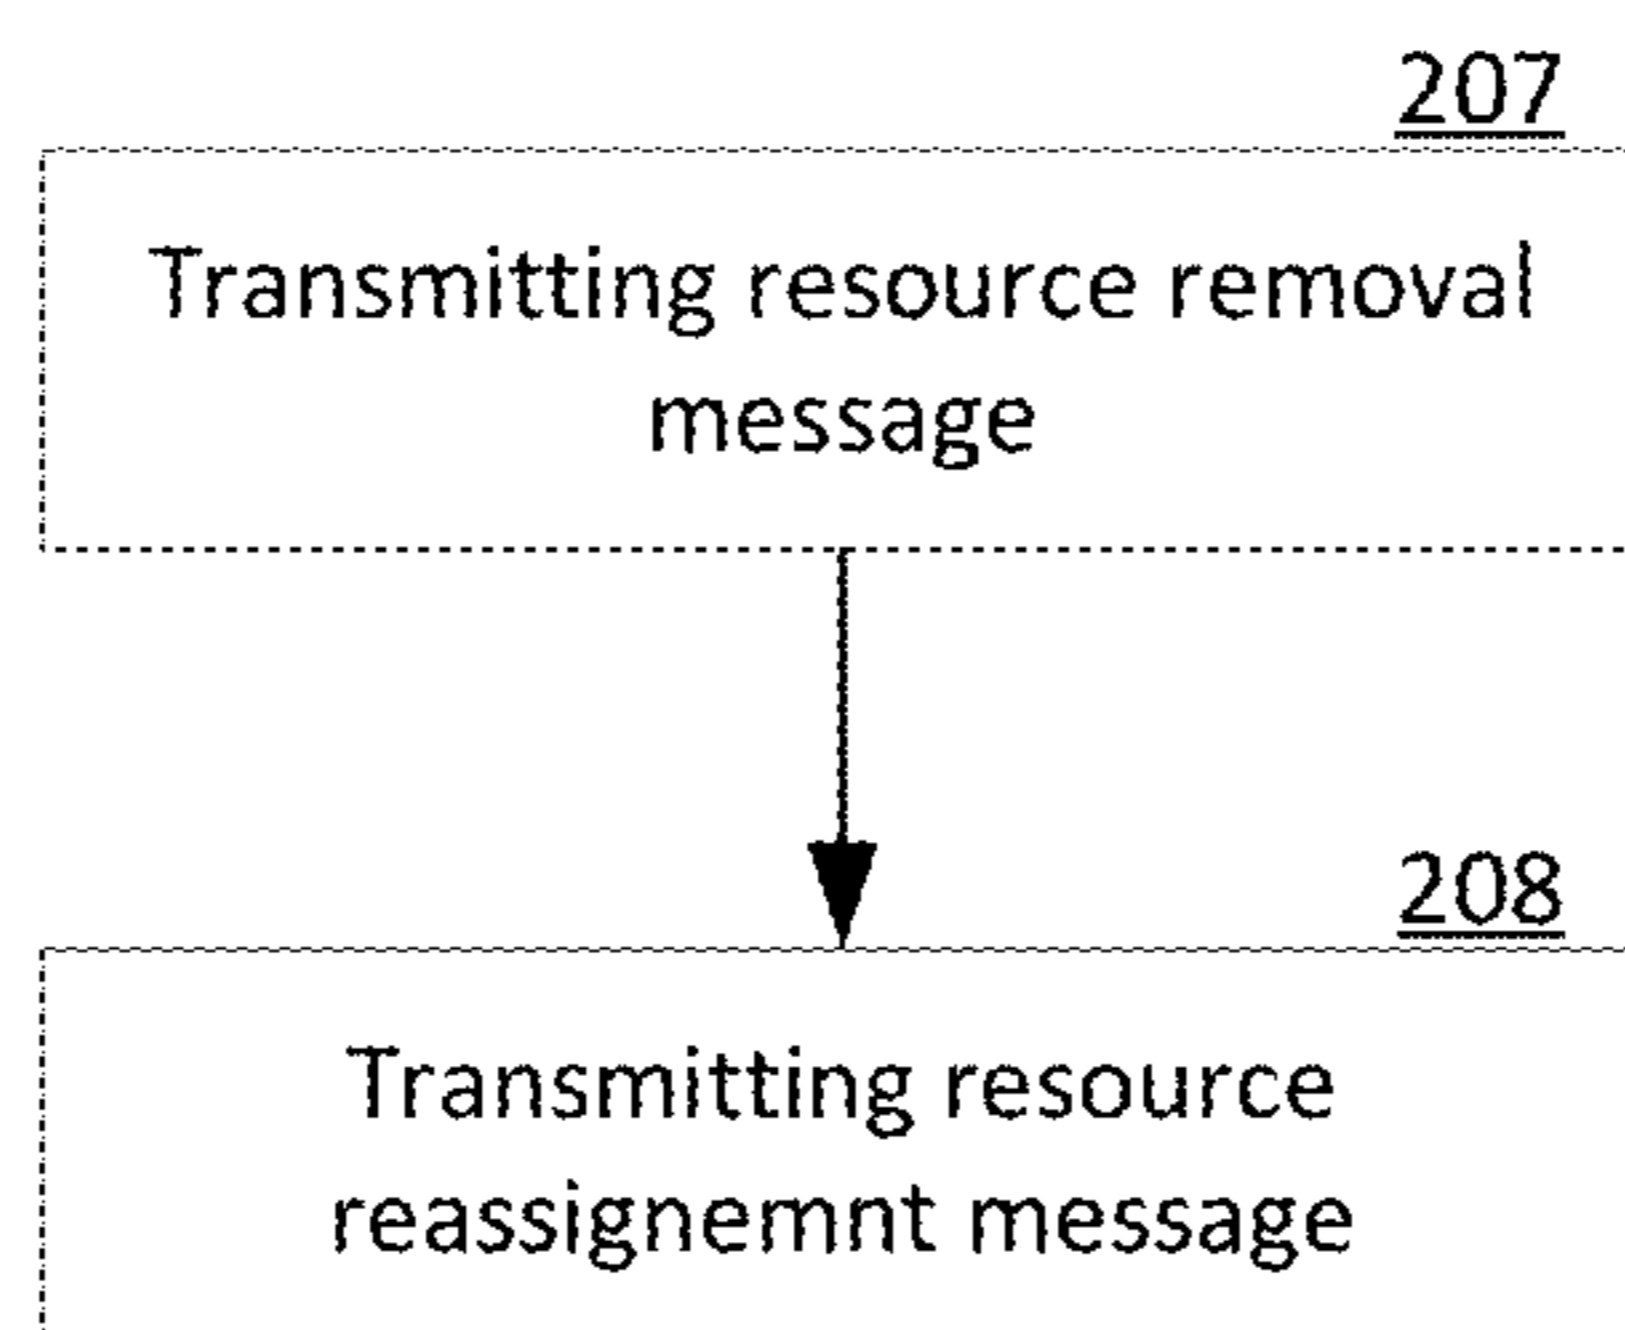 207
Transmitting resource removal
message
208
Transmitting resource
reassignemnt message